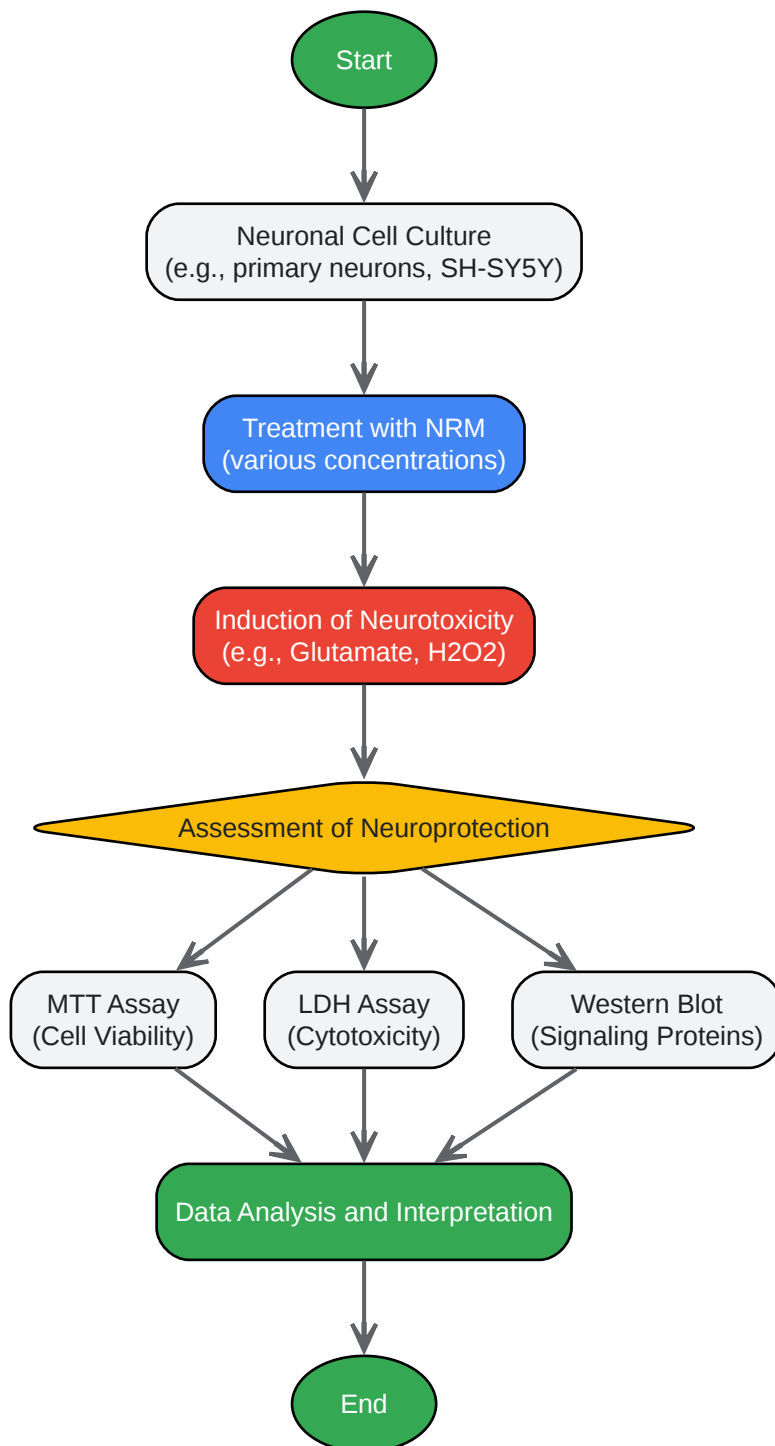 Start
Neuronal Cell Culture
(e.g., primary neurons, SH-SY5Y)
Treatment with NRM
(various concentrations)
Induction of Neurotoxicity
(e.g., Glutamate, H2O2)
Assessment of Neuroprotection
MTT Assay
(Cell Viability)
LDH Assay
(Cytotoxicity)
Western Blot
(Signaling Proteins)
Data Analysis and Interpretation
End